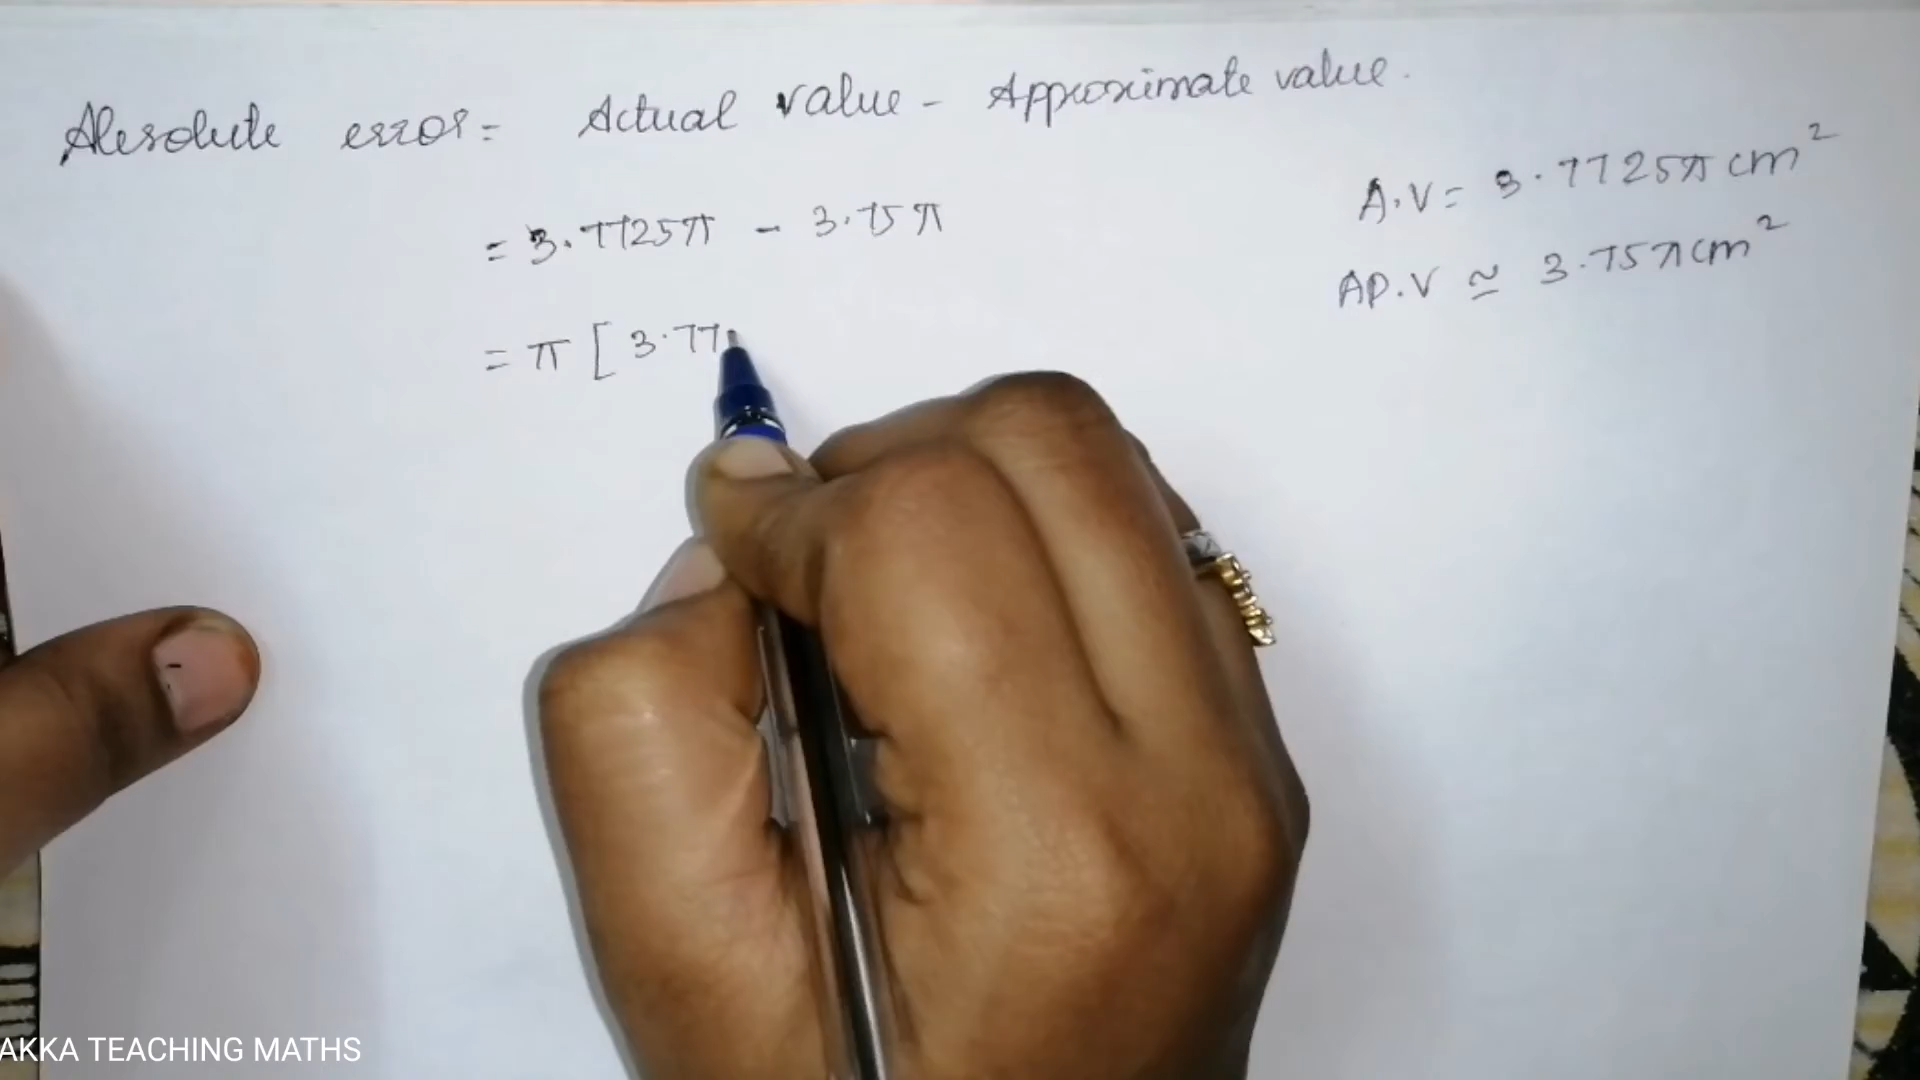 Absolute error = Actual value - Approximate value.
A.V = 3.7725π cm²
= 3.7725π - 3.75π
AP.V ≃ 3.75π cm²
= π [ 3.77
AKKA TEACHING MATHS